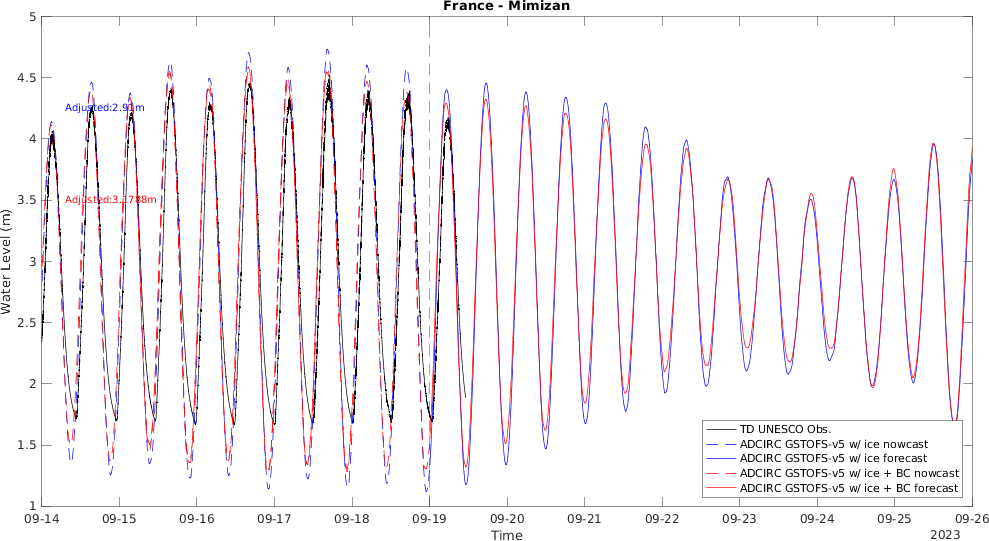 France - Mimizan
Water Level (m)
5
4.5
4
3.5
3
2.5
2
1.5
1
Adjusted:2.91m
Adjusted:3.1788m
TD UNESCO Obs.
ADCIRC GSTOFS-v5 w/ ice nowcast
ADCIRC GSTOFS-v5 w/ ice forecast
ADCIRC GSTOFS-v5 w/ ice + BC nowcast
ADCIRC GSTOFS-v5 w/ ice + BC forecast
09-14 09-15 09-16 09-17 09-18 09-19 09-20 09-21 09-22 09-23 09-24 09-25 09-26
Time
2023